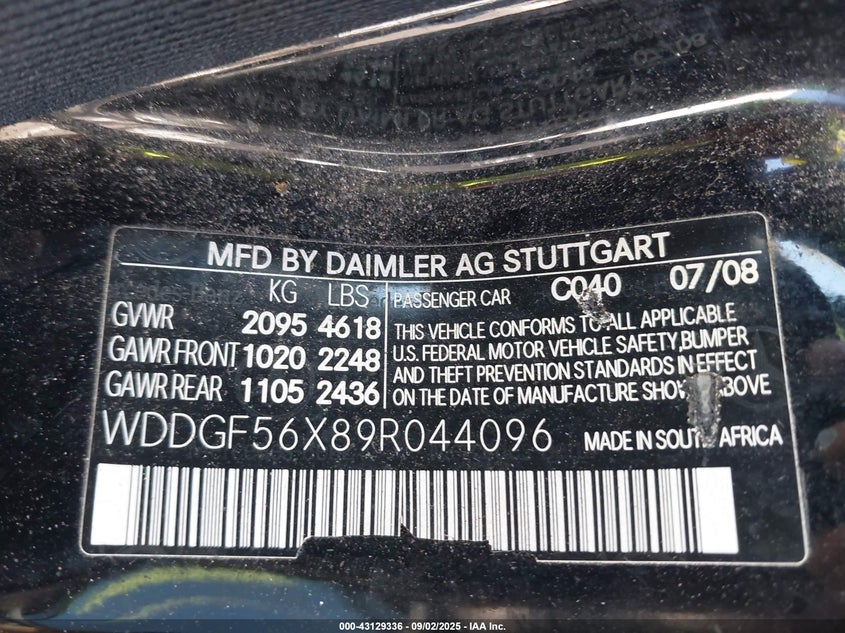 MFD BY DAIMLER AG STUTTGART
KG LBS
GVWR 2095 4618
GAWR FRONT 1020 2248
GAWR REAR 1105 2436
PASSENGER CAR C040 07/08
THIS VEHICLE CONFORMS TO ALL APPLICABLE
U.S. FEDERAL MOTOR VEHICLE SAFETY, BUMPER
AND THEFT PREVENTION STANDARDS IN EFFECT
ON THE DATE OF MANUFACTURE SHOWN ABOVE
WDDGF56X89R044096 MADE IN SOUTH AFRICA
000-43129336 - 09/02/2025 - IAA Inc.